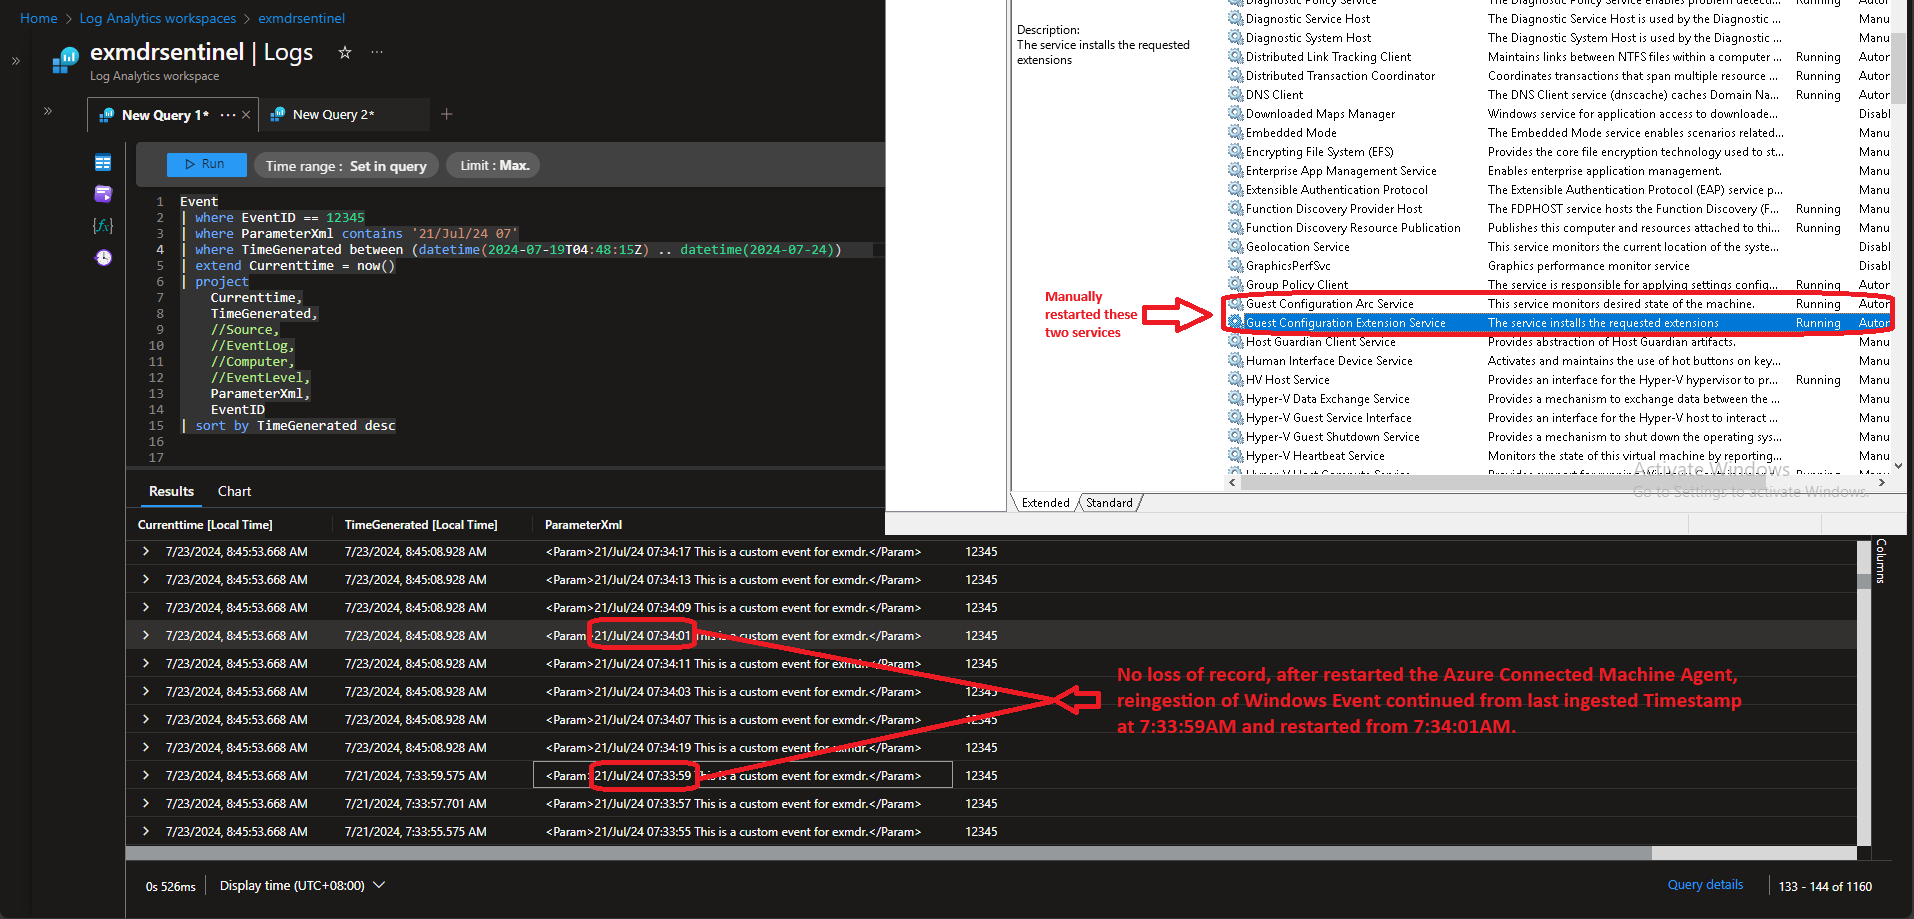 Home > Log Analytics workspaces > exmdrsentinel
exmdrsentinel | Logs
Log Analytics workspace
New Query 1*
New Query 2*
Run
Time range : Set in query
Limit : Max.
1 Event
2 | where EventID == 12345
3 | where ParameterXml contains '21/Jul/24 07'
4 | where TimeGenerated between (datetime(2024-07-19T04:48:15Z) .. datetime(2024-07-24))
5 | extend Currenttime = now()
6 | project
7 Currenttime,
8 TimeGenerated,
9 //Source,
10 //EventLog,
11 //Computer,
12 //EventLevel,
13 ParameterXml,
14 EventID
15 | sort by TimeGenerated desc
16
17
Description:
The service installs the requested
extensions
Diagnostic Policy Service The Diagnostic Policy Service enables problem detecti... Running Autor
Diagnostic Service Host The Diagnostic Service Host is used by the Diagnostic ... Manu
Diagnostic System Host The Diagnostic System Host is used by the Diagnostic ... Manu
Distributed Link Tracking Client Maintains links between NTFS files within a computer ... Running Autor
Distributed Transaction Coordinator Coordinates transactions that span multiple resource ... Running Autor
DNS Client The DNS Client service (dnscache) caches Domain Na... Running Autor
Downloaded Maps Manager Windows service for application access to downloade... Disabl
Embedded Mode The Embedded Mode service enables scenarios related... Manu
Encrypting File System (EFS) Provides the core file encryption technology used to st... Manu
Enterprise App Management Service Enables enterprise application management. Manu
Extensible Authentication Protocol The Extensible Authentication Protocol (EAP) service p... Manu
Function Discovery Provider Host The FDPHOST service hosts the Function Discovery (F... Running Manu
Function Discovery Resource Publication Publishes this computer and resources attached to thi... Running Manu
Geolocation Service This service monitors the current location of the syste... Disabl
GraphicsPerfSvc Graphics performance monitor service Disabl
Group Policy Client The service is responsible for applying settings config... Running Autor
Guest Configuration Arc Service This service monitors desired state of the machine. Running Autor
Guest Configuration Extension Service The service installs the requested extensions Running Autor
Host Guardian Client Service Provides abstraction of Host Guardian artifacts. Manu
Human Interface Device Service Activates and maintains the use of hot buttons on key... Manu
HV Host Service Provides an interface for the Hyper-V hypervisor to pr... Running Manu
Hyper-V Data Exchange Service Provides a mechanism to exchange data between the ... Manu
Hyper-V Guest Service Interface Provides an interface for the Hyper-V host to interact ... Manu
Hyper-V Guest Shutdown Service Provides a mechanism to shut down the operating sys... Manu
Hyper-V Heartbeat Service Monitors the state of this virtual machine by reporting... Manu
Manually
restarted these
two services
Activate Windows
Go to Settings to activate Windows.
Extended Standard
Results Chart
Currenttime [Local Time] TimeGenerated [Local Time] ParameterXml
Columns
7/23/2024, 8:45:53.668 AM 7/23/2024, 8:45:08.928 AM <Param>21/Jul/24 07:34:17 This is a custom event for exmdr.</Param> 12345
7/23/2024, 8:45:53.668 AM 7/23/2024, 8:45:08.928 AM <Param>21/Jul/24 07:34:13 This is a custom event for exmdr.</Param> 12345
7/23/2024, 8:45:53.668 AM 7/23/2024, 8:45:08.928 AM <Param>21/Jul/24 07:34:09 This is a custom event for exmdr.</Param> 12345
7/23/2024, 8:45:53.668 AM 7/23/2024, 8:45:08.928 AM <Param>21/Jul/24 07:34:01 This is a custom event for exmdr.</Param> 12345
7/23/2024, 8:45:53.668 AM 7/23/2024, 8:45:08.928 AM <Param>21/Jul/24 07:34:11 This is a custom event for exmdr.</Param> 12345
7/23/2024, 8:45:53.668 AM 7/23/2024, 8:45:08.928 AM <Param>21/Jul/24 07:34:03 This is a custom event for exmdr.</Param> 12345
7/23/2024, 8:45:53.668 AM 7/23/2024, 8:45:08.928 AM <Param>21/Jul/24 07:34:07 This is a custom event for exmdr.</Param> 12345
7/23/2024, 8:45:53.668 AM 7/23/2024, 8:45:08.928 AM <Param>21/Jul/24 07:34:19 This is a custom event for exmdr.</Param> 12345
7/23/2024, 8:45:53.668 AM 7/21/2024, 7:33:59.575 AM <Param>21/Jul/24 07:33:59 This is a custom event for exmdr.</Param> 12345
7/23/2024, 8:45:53.668 AM 7/21/2024, 7:33:57.701 AM <Param>21/Jul/24 07:33:57 This is a custom event for exmdr.</Param> 12345
7/23/2024, 8:45:53.668 AM 7/21/2024, 7:33:55.575 AM <Param>21/Jul/24 07:33:55 This is a custom event for exmdr.</Param> 12345
No loss of record, after restarted the Azure Connected Machine Agent,
reingestion of Windows Event continued from last ingested Timestamp
at 7:33:59AM and restarted from 7:34:01AM.
0s 526ms Display time (UTC+08:00) Query details 133 - 144 of 1160